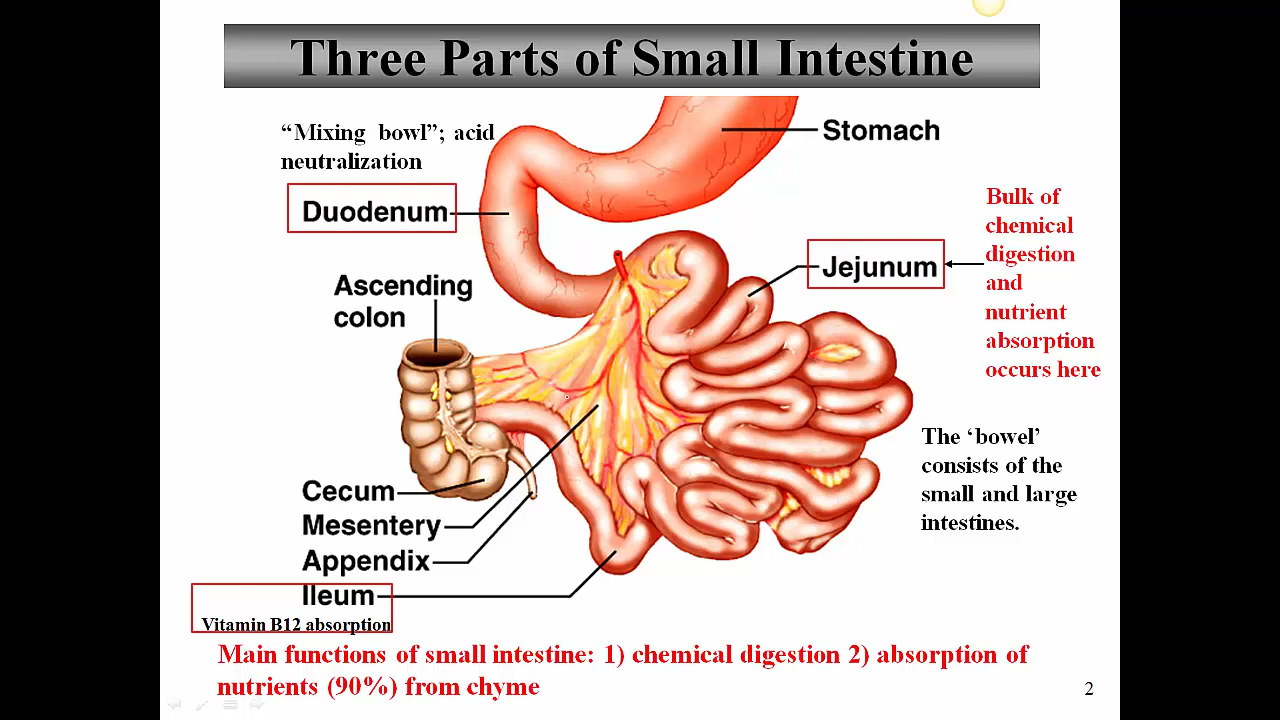 Three Parts of Small Intestine
“Mixing bowl”; acid
neutralization
Stomach
Duodenum
Bulk of
chemical
digestion
and
nutrient
absorption
occurs here
Jejunum
Ascending
colon
The ‘bowel’
consists of the
small and large
intestines.
Cecum
Mesentery
Appendix
Ileum
Vitamin B12 absorption
Main functions of small intestine: 1) chemical digestion 2) absorption of
nutrients (90%) from chyme
2